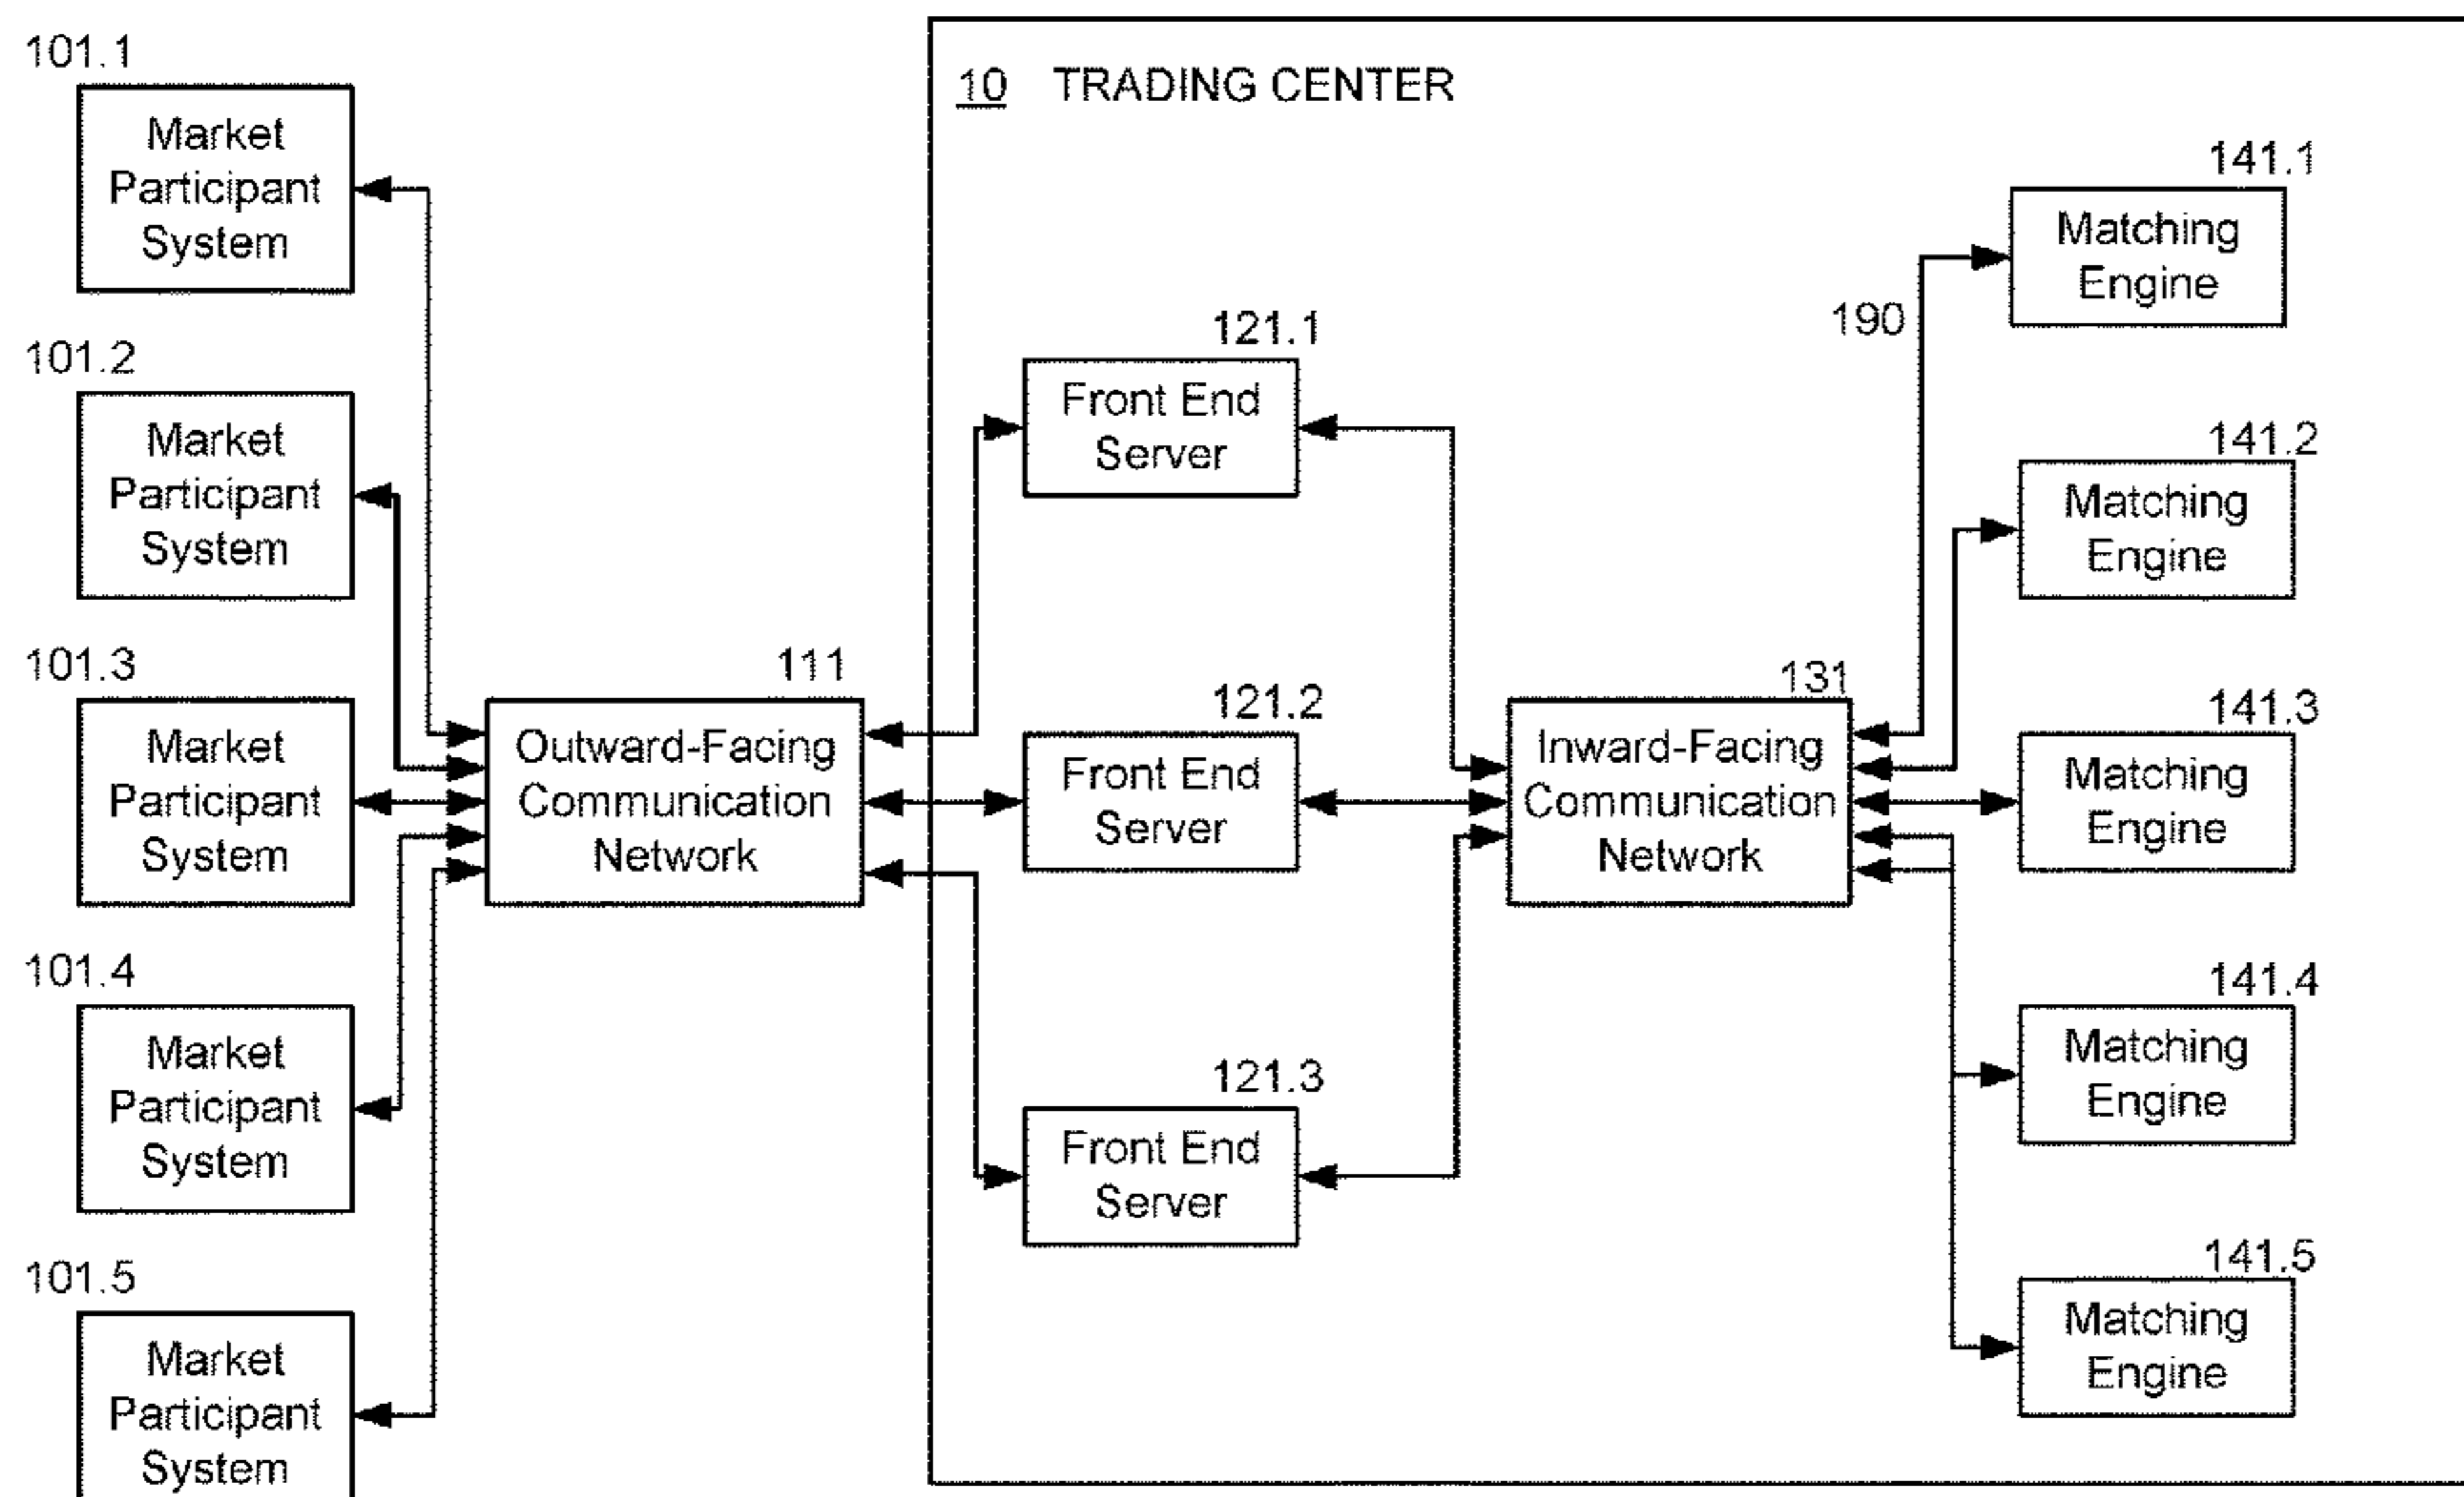 101.1
Market
Participant
System
101.2
Market
Participant
System
101.3
Market
Participant
System
101.4
Market
Participant
System
101.5
Market
Participant
System
111
Outward-Facing
Communication
Network
10 TRADING CENTER
121.1
Front End
Server
121.2
Front End
Server
121.3
Front End
Server
131
Inward-Facing
Communication
Network
190
141.1
Matching
Engine
141.2
Matching
Engine
141.3
Matching
Engine
141.4
Matching
Engine
141.5
Matching
Engine